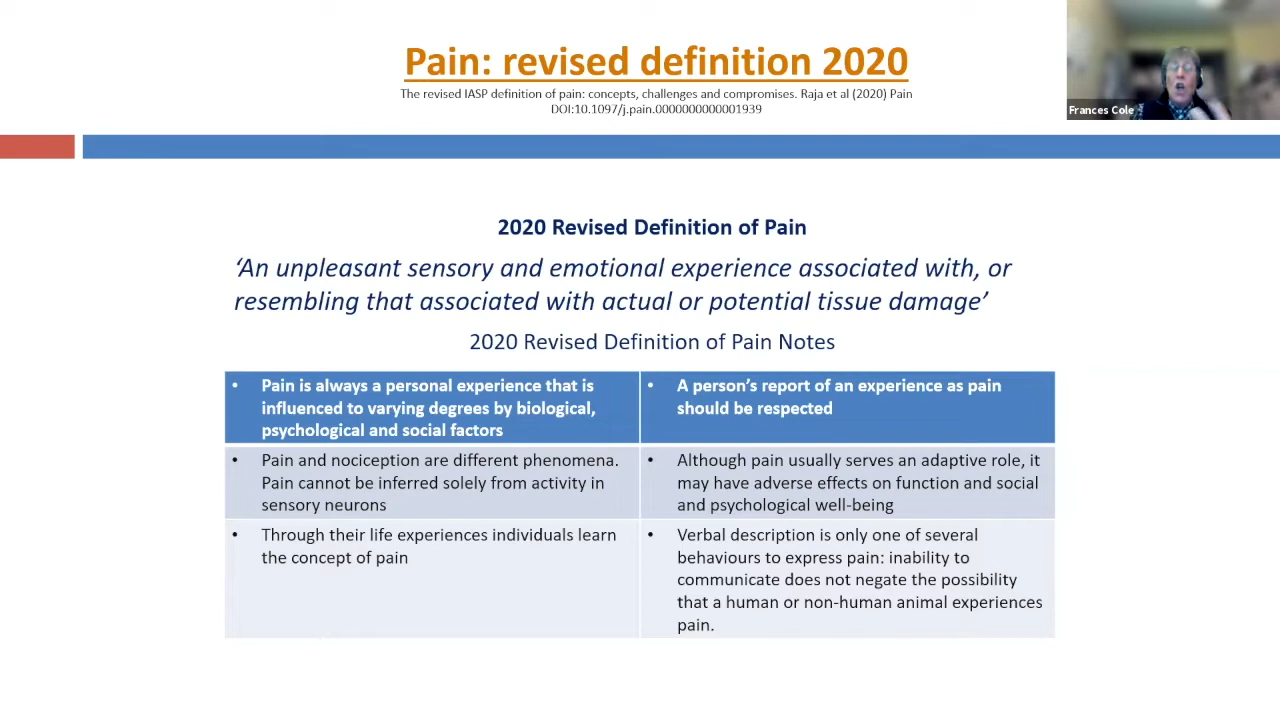 Pain: revised definition 2020
The revised IASP definition of pain: concepts, challenges and compromises. Raja et al (2020) Pain
DOI:10.1097/j.pain.0000000000001939
Frances Cole
2020 Revised Definition of Pain
‘An unpleasant sensory and emotional experience associated with, or
resembling that associated with actual or potential tissue damage’
2020 Revised Definition of Pain Notes
• Pain is always a personal experience that is
influenced to varying degrees by biological,
psychological and social factors
• A person’s report of an experience as pain
should be respected
• Pain and nociception are different phenomena.
Pain cannot be inferred solely from activity in
sensory neurons
• Although pain usually serves an adaptive role, it
may have adverse effects on function and social
and psychological well-being
• Through their life experiences individuals learn
the concept of pain
• Verbal description is only one of several
behaviours to express pain: inability to
communicate does not negate the possibility
that a human or non-human animal experiences
pain.